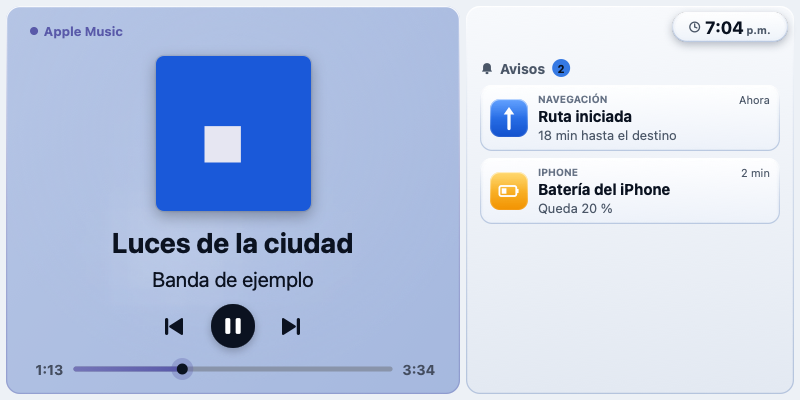 Apple Music
Luces de la ciudad
Banda de ejemplo
1:13
3:34
7:04 p.m.
Avisos 2
NAVEGACIÓN
Ahora
Ruta iniciada
18 min hasta el destino
IPHONE
2 min
Batería del iPhone
Queda 20 %